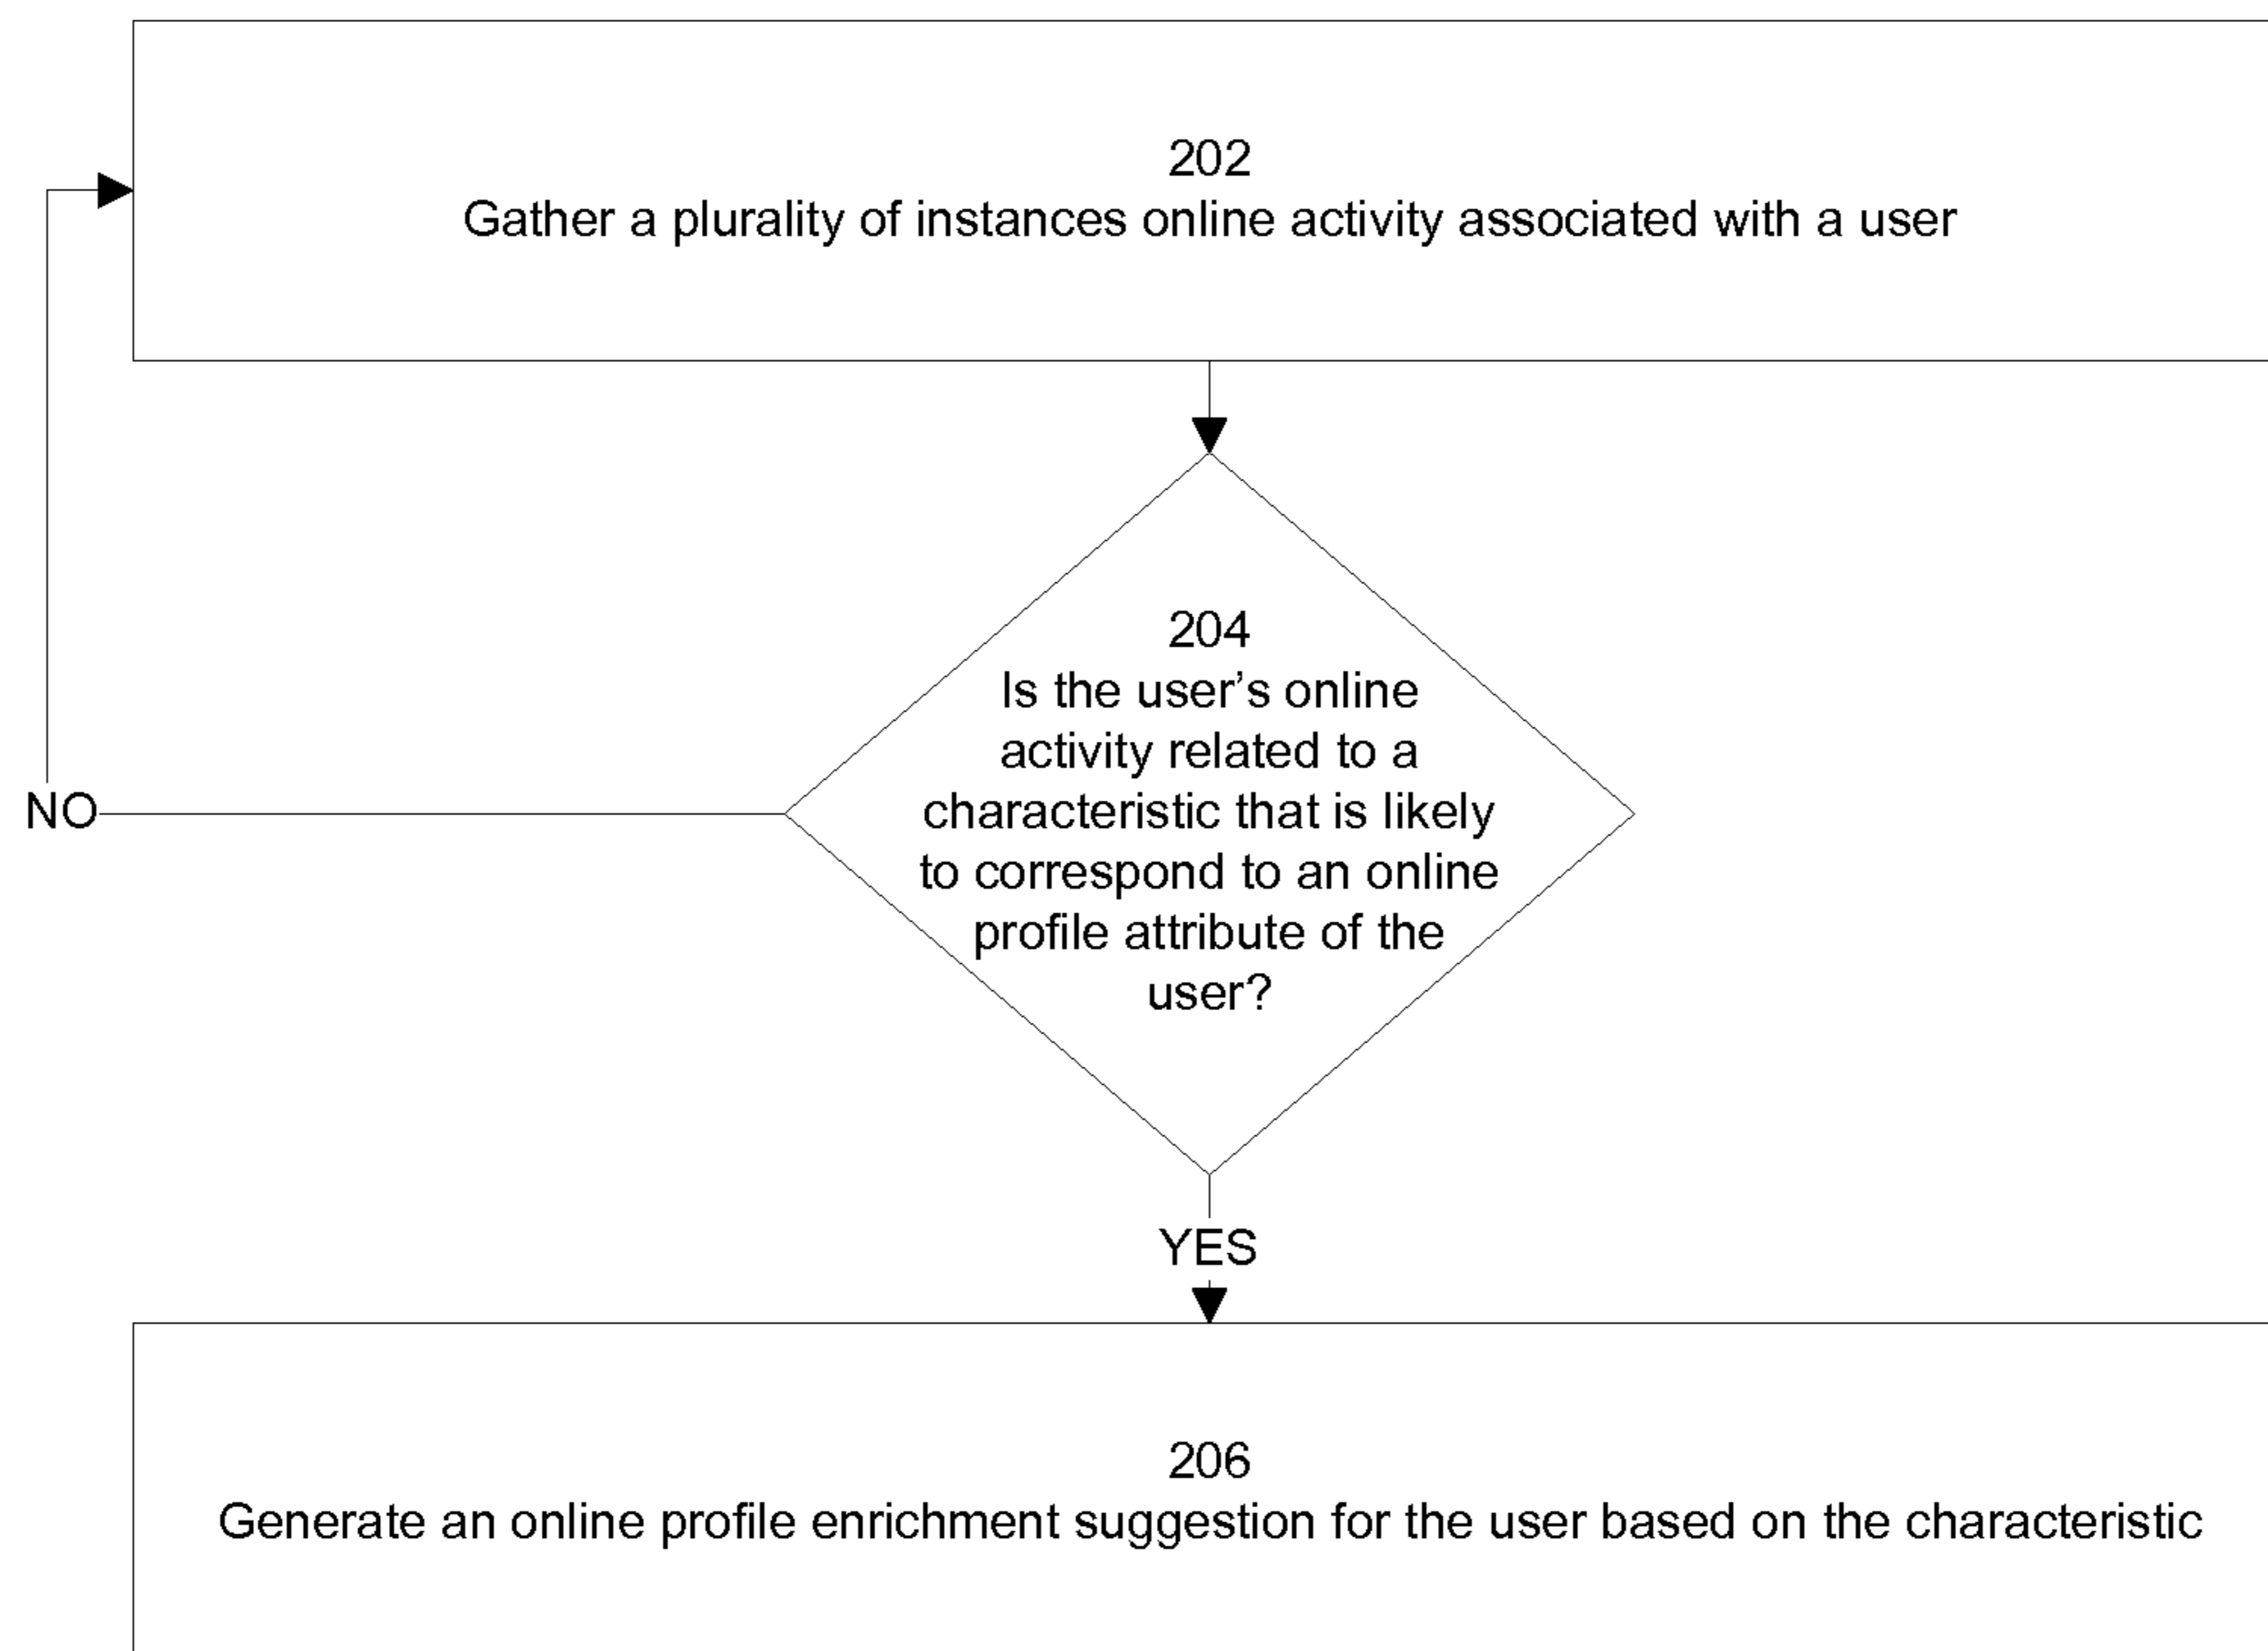 202
Gather a plurality of instances online activity associated with a user
204
Is the user’s online
activity related to a
characteristic that is likely
to correspond to an online
profile attribute of the
user?
NO
YES
206
Generate an online profile enrichment suggestion for the user based on the characteristic